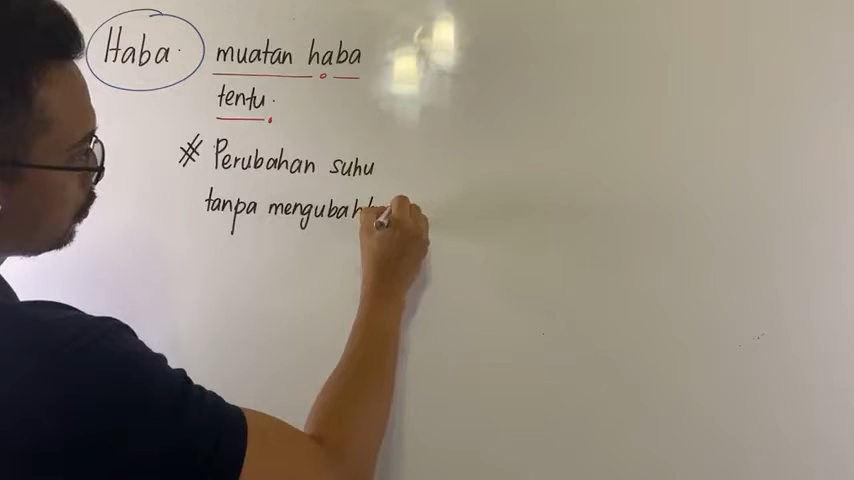 Haba. muatan haba
tentu.
* Perubahan suhu
tanpa mengubah